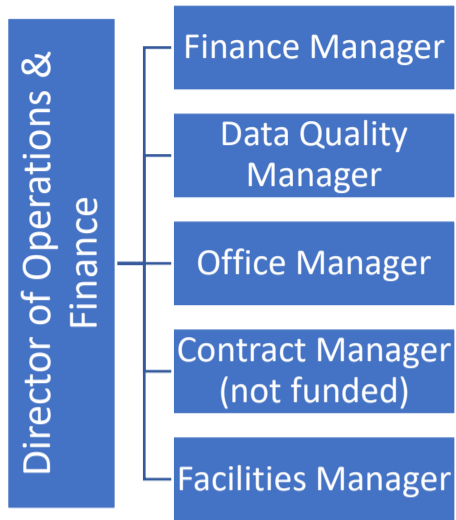 Director of Operations &
Finance
Finance Manager
Data Quality
Manager
Office Manager
Contract Manager
(not funded)
Facilities Manager